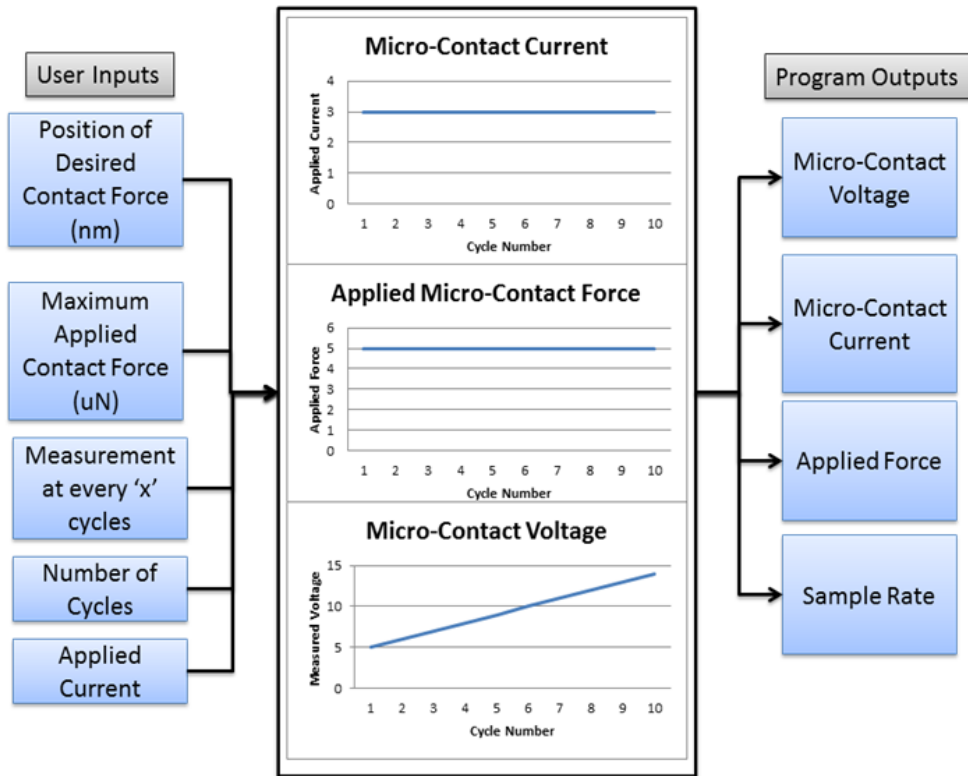 User Inputs
Position of
Desired
Contact Force
(nm)
Maximum
Applied
Contact Force
(uN)
Measurement
at every ‘x’
cycles
Number of
Cycles
Applied
Current
Micro-Contact Current
Applied Current
4
3
2
1
0
1 2 3 4 5 6 7 8 9 10
Cycle Number
Applied Micro-Contact Force
Applied Force
6
5
4
3
2
1
0
1 2 3 4 5 6 7 8 9 10
Cycle Number
Micro-Contact Voltage
Measured Voltage
15
10
5
0
1 2 3 4 5 6 7 8 9 10
Cycle Number
Program Outputs
Micro-Contact
Voltage
Micro-Contact
Current
Applied Force
Sample Rate